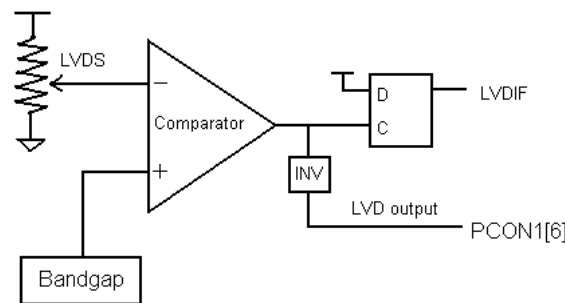 LVDS
−
Comparator
+
Bandgap
D
C
LVDIF
INV
LVD output
PCON1[6]